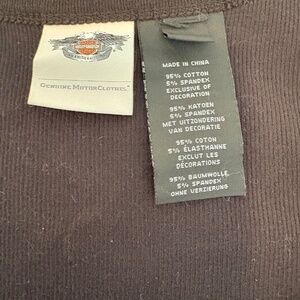 GENUINE MOTORCLOTHES
MADE IN CHINA
95% COTTON
5% SPANDEX
EXCLUSIVE OF
DECORATION
95% KATOEN
5% SPANDEX
MET UITZONDERING
VAN DECORATIE
95% COTON
5% ÉLASTHANNE
EXCLUT LES
DÉCORATIONS
95% BAUMWOLLE
5% SPANDEX
OHNE VERZIERUNG